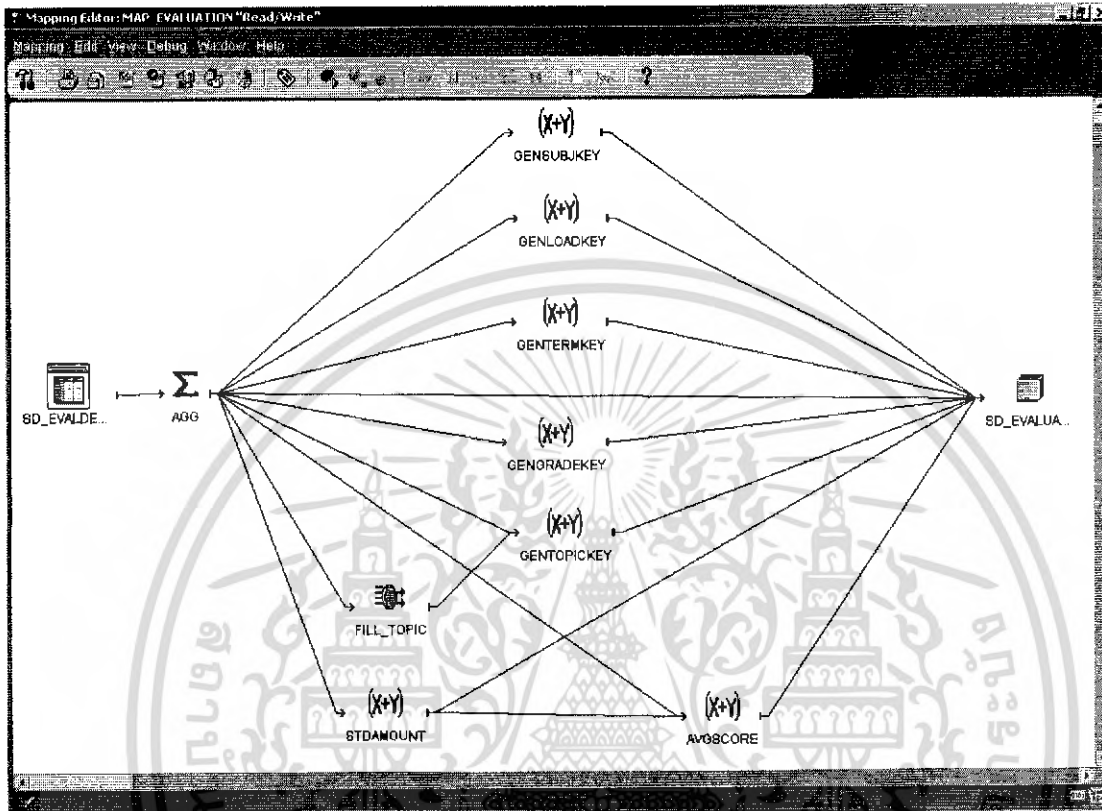 Mapping Editor: MAP_EVALUATION "Read/Write"
Mapping Edit View Debug Window Help
(X+Y)
GENSUBJKEY
(X+Y)
GENLOADKEY
(X+Y)
GENTERMKEY
SD_EVALDE...
Σ
AGG
SD_EVALUA...
(X+Y)
GENGRADEKEY
(X+Y)
GENTOPICKEY
FILL_TOPIC
(X+Y)
STDAMOUNT
(X+Y)
AVGSCORE